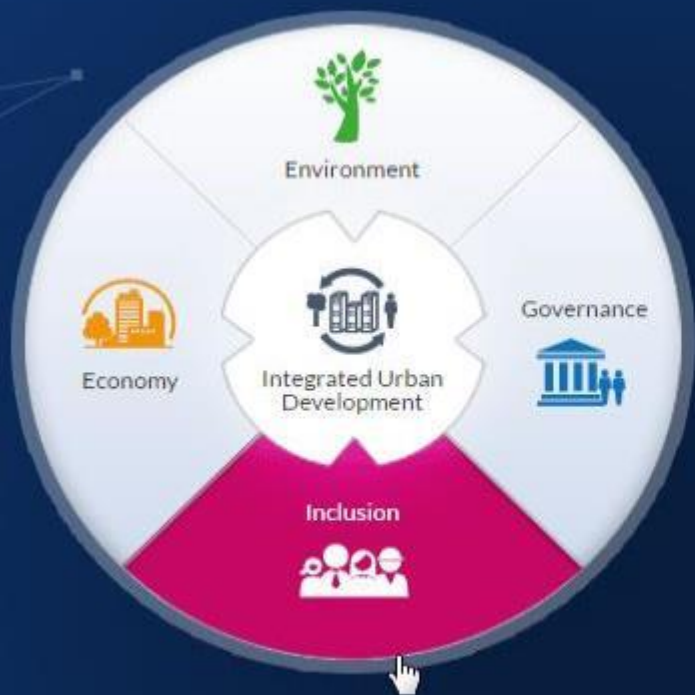 Environment
Governance
Economy
Integrated Urban
Development
Inclusion